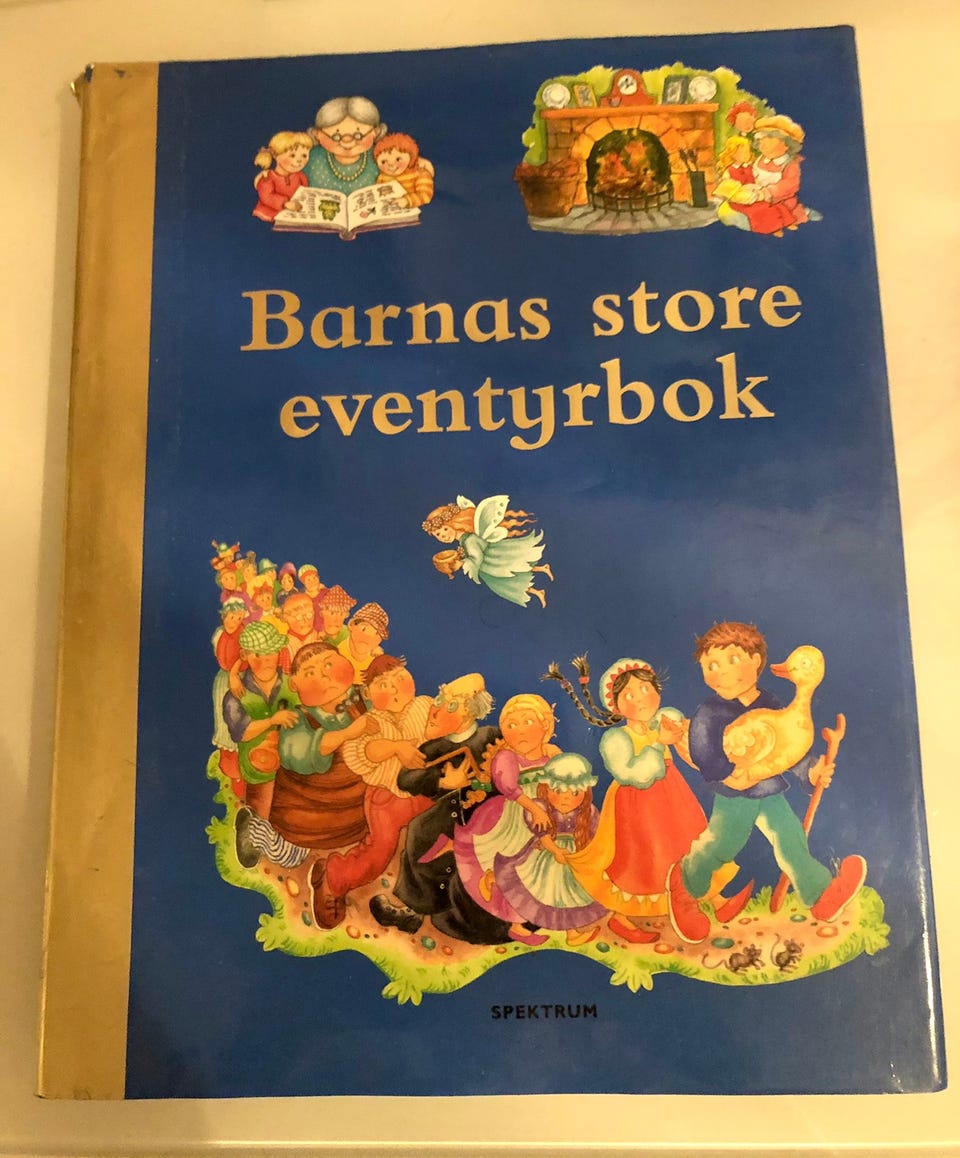 Barnas store
eventyrbok
SPEKTRUM